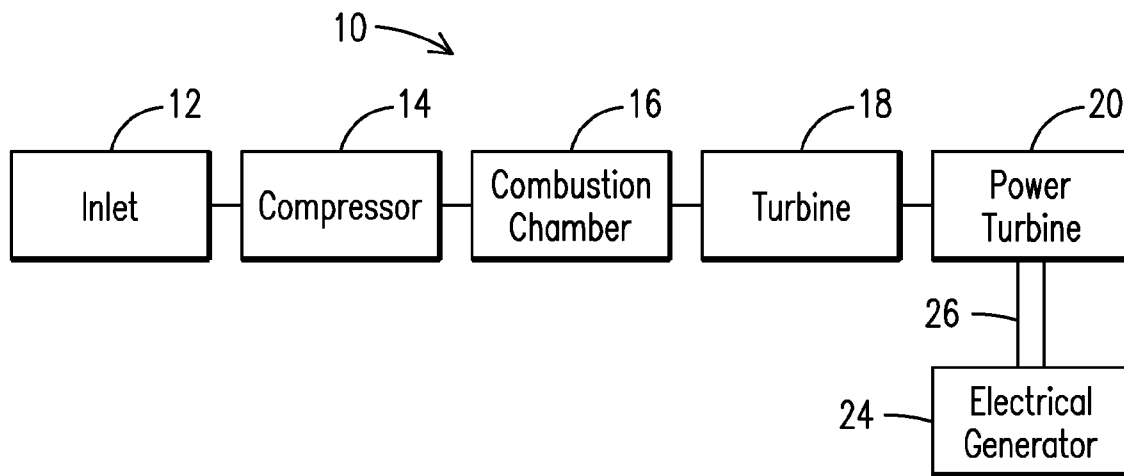 10
12
14
16
18
20
Inlet
Compressor
Combustion
Chamber
Turbine
Power
Turbine
26
24
Electrical
Generator